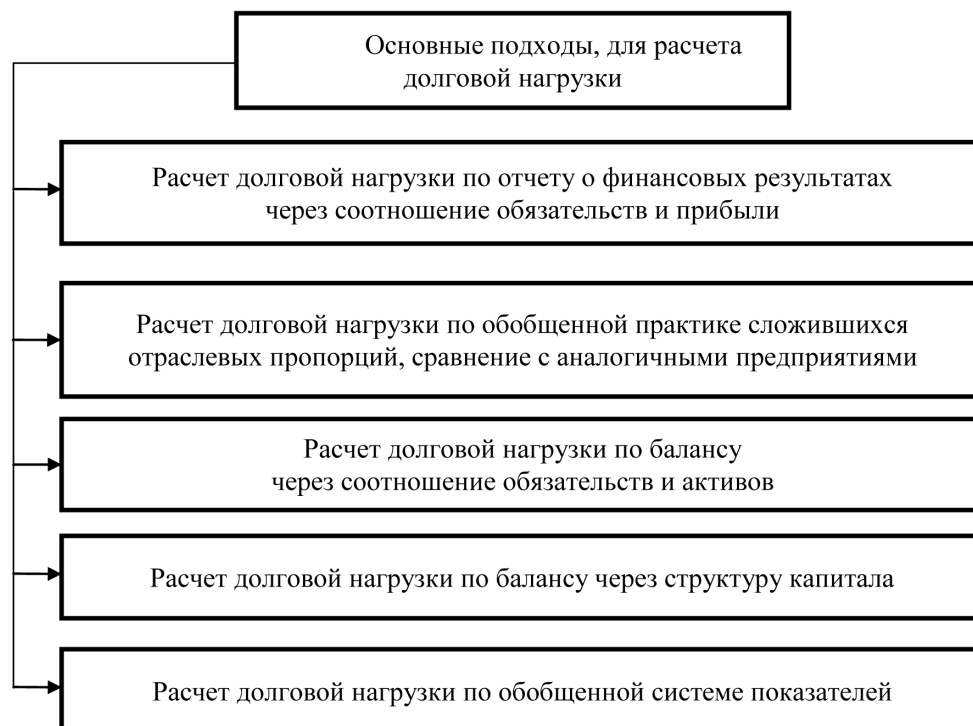 Основные подходы, для расчета
долговой нагрузки
Расчет долговой нагрузки по отчету о финансовых результатах
через соотношение обязательств и прибыли
Расчет долговой нагрузки по обобщенной практике сложившихся
отраслевых пропорций, сравнение с аналогичными предприятиями
Расчет долговой нагрузки по балансу
через соотношение обязательств и активов
Расчет долговой нагрузки по балансу через структуру капитала
Расчет долговой нагрузки по обобщенной системе показателей